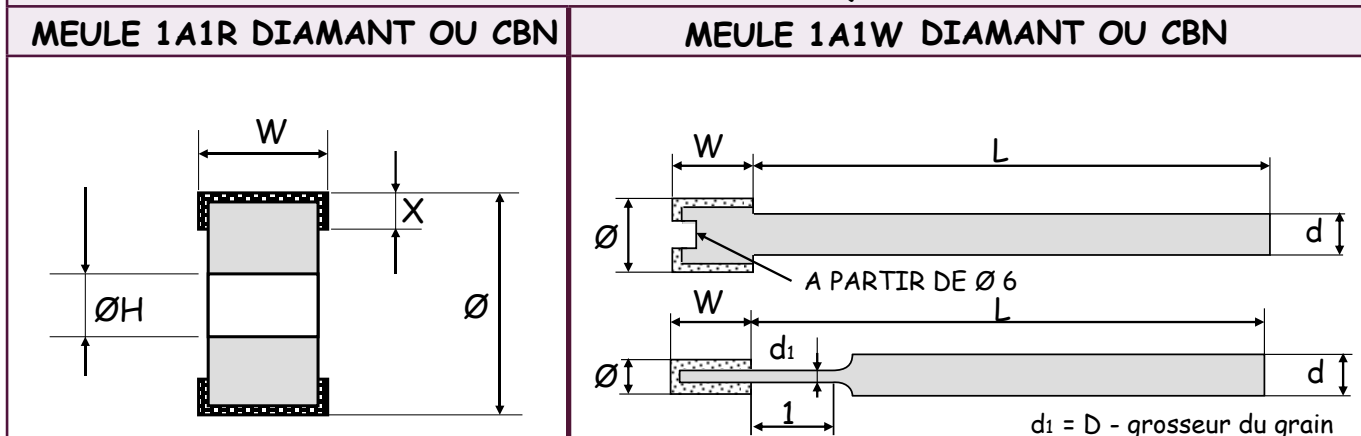 MEULE 1A1R DIAMANT OU CBN
MEULE 1A1W DIAMANT OU CBN
W
X
ØH
Ø
W
L
Ø
d
A PARTIR DE Ø 6
W
L
d1
Ø
d
1
d1 = D - grosseur du grain